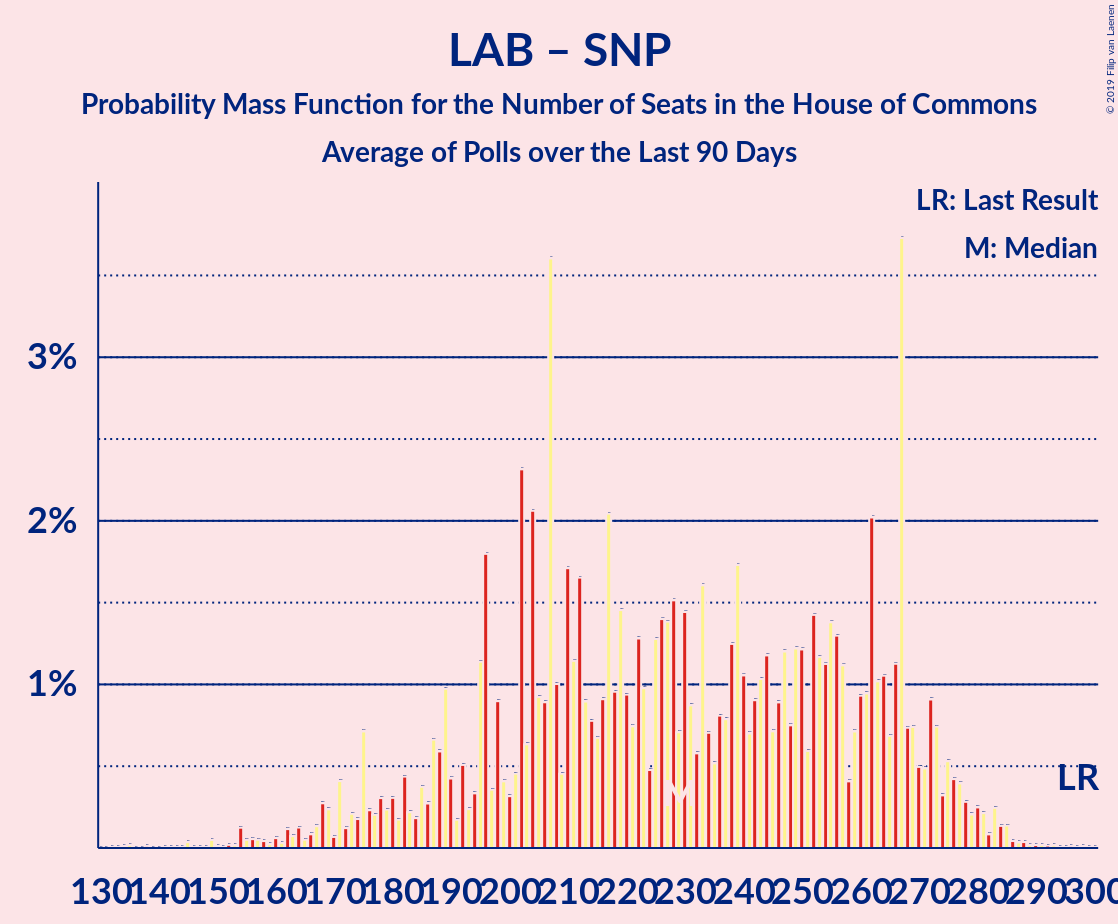 LAB – SNP
Probability Mass Function for the Number of Seats in the House of Commons
Average of Polls over the Last 90 Days
© 2019 Filip van Laenen
LR: Last Result
M: Median
3%
2%
1%
LR
M
130 140 150 160 170 180 190 200 210 220 230 240 250 260 270 280 290 300